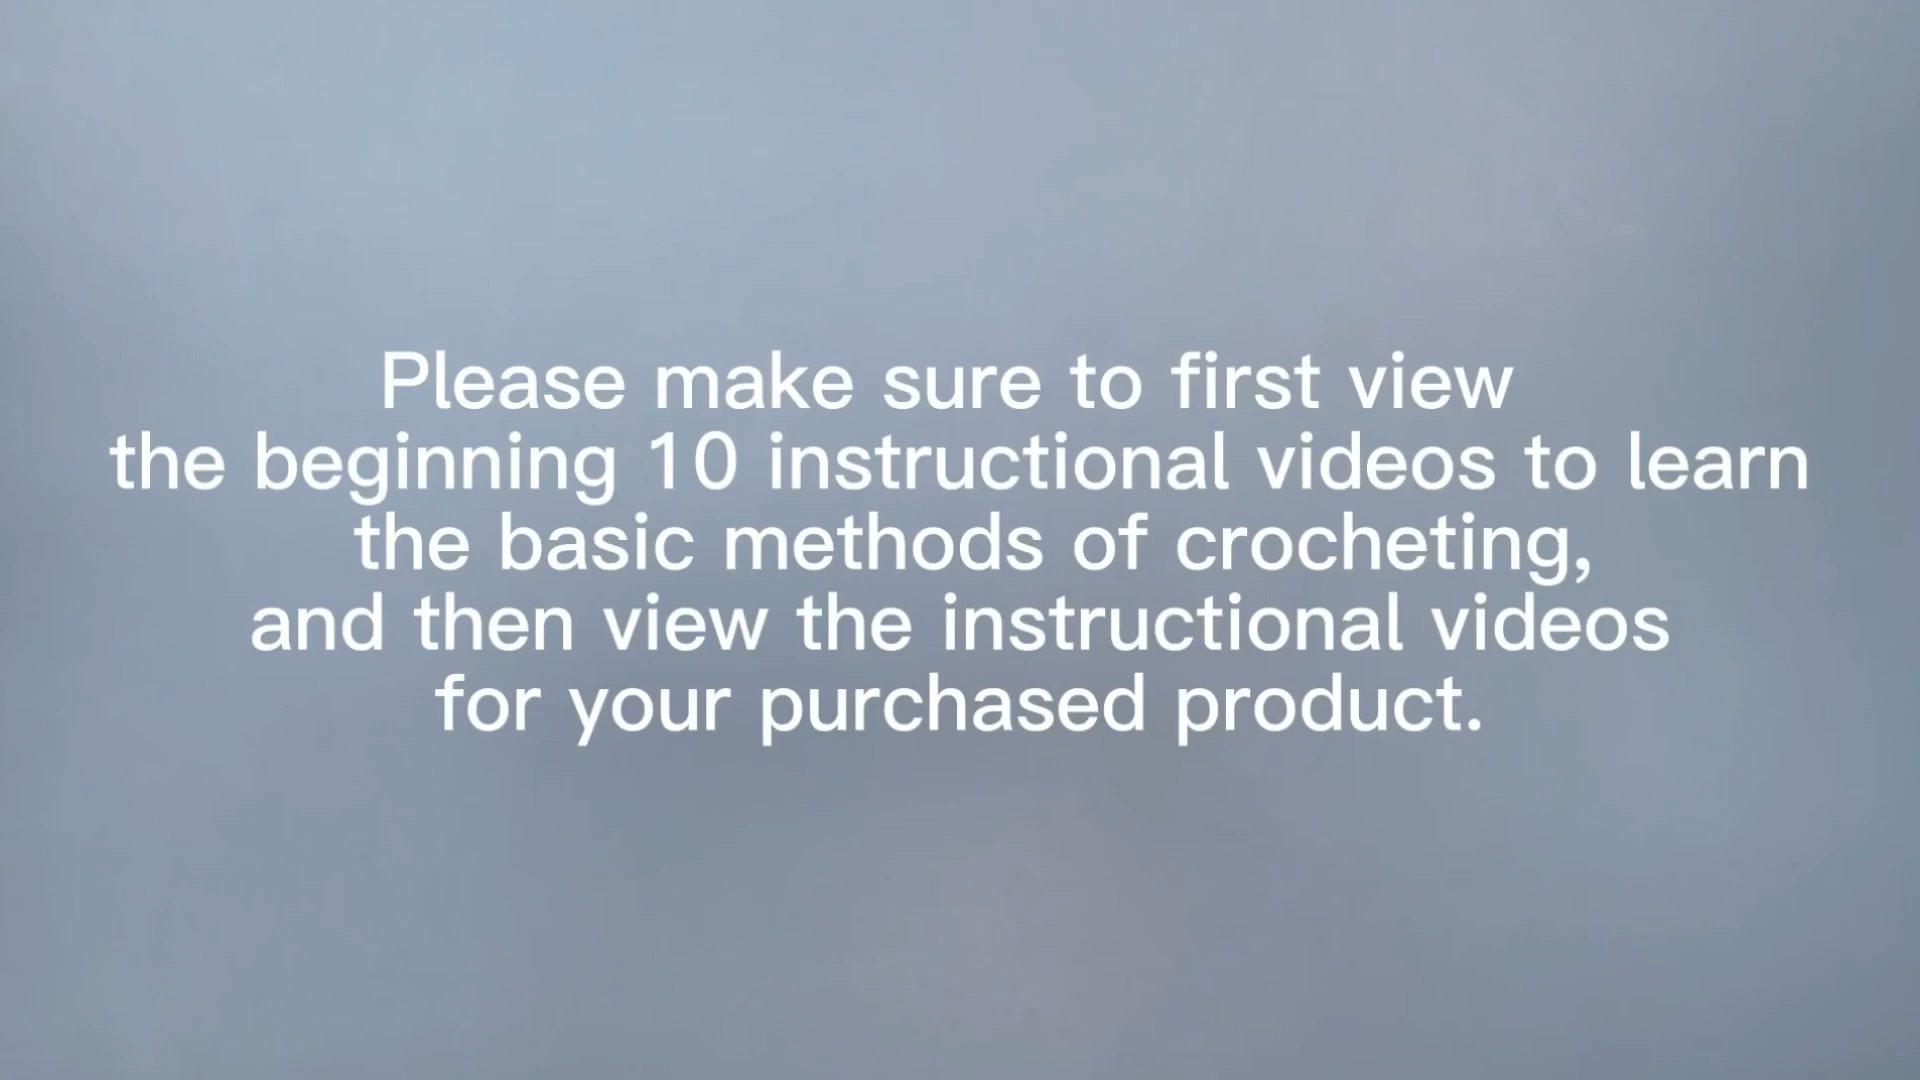 Please make sure to first view
the beginning 10 instructional videos to learn
the basic methods of crocheting,
and then view the instructional videos
for your purchased product.